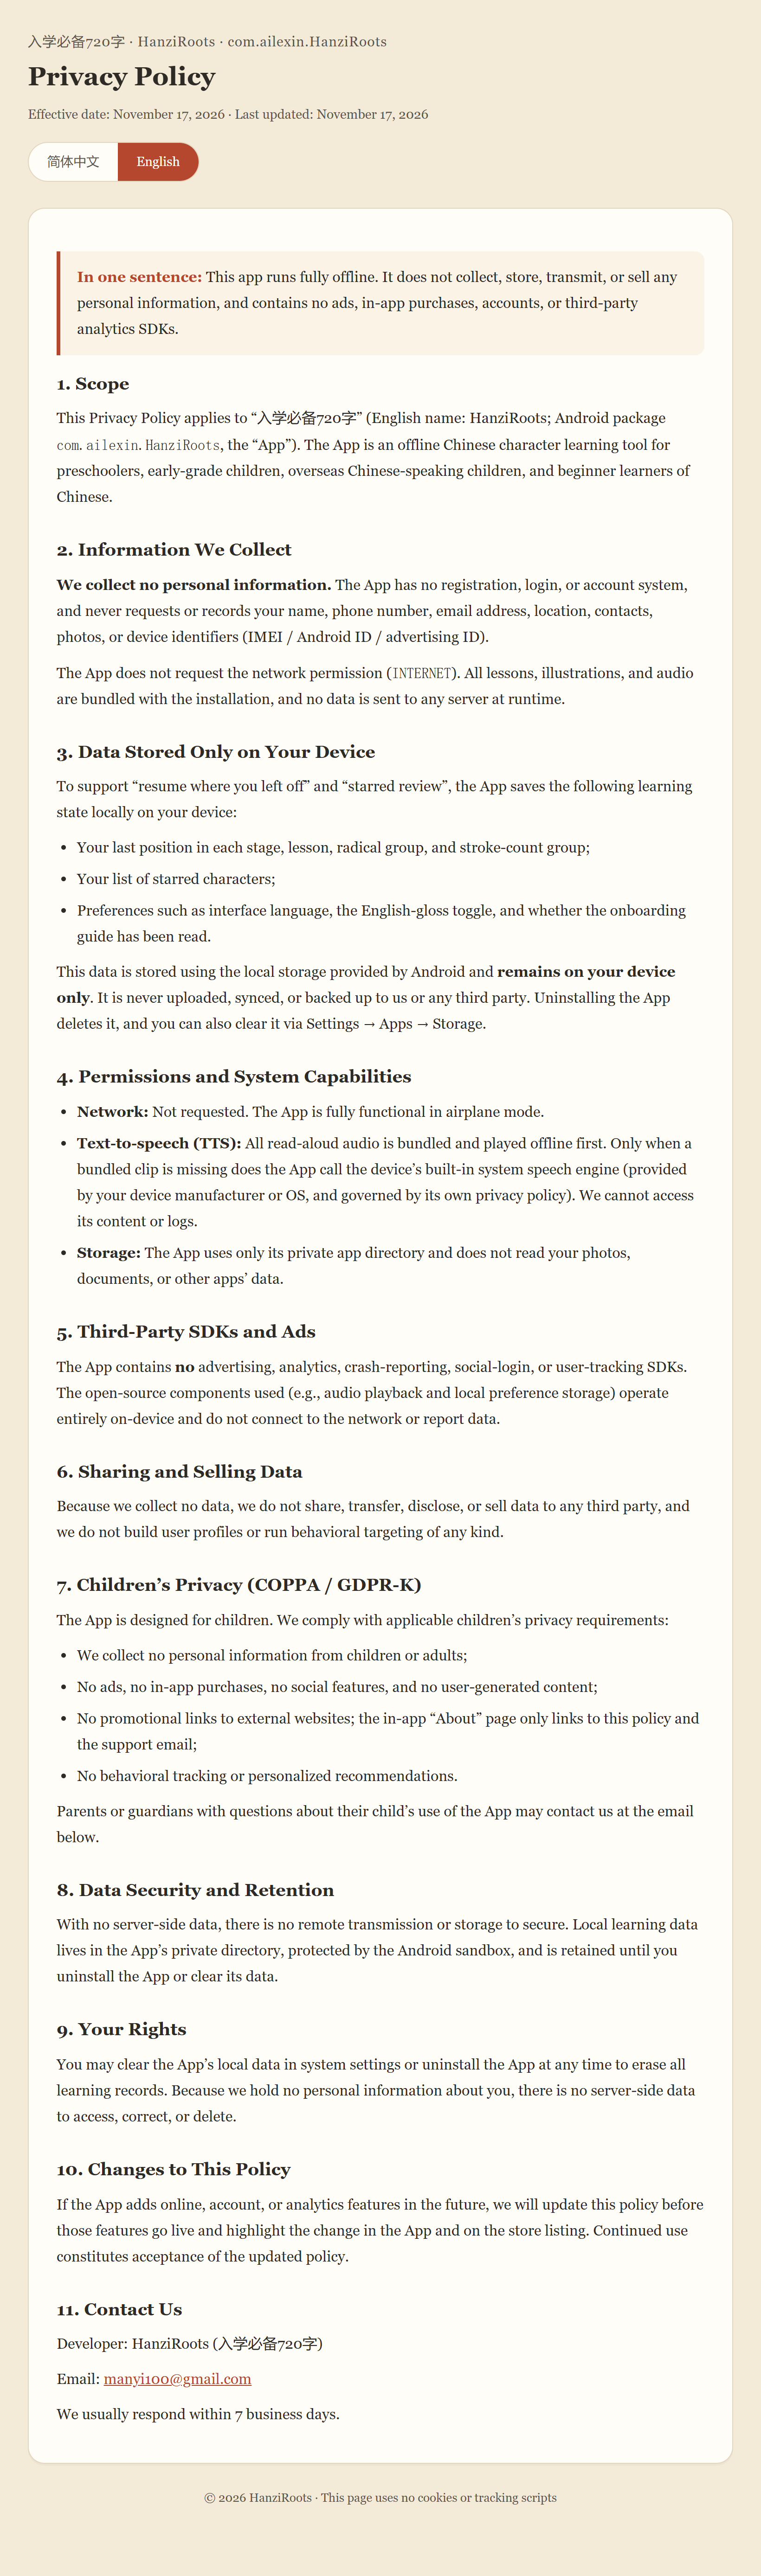 入学必备720字 · HanziRoots · com.ailexin.HanziRoots
Privacy Policy
Effective date: November 17, 2026 · Last updated: November 17, 2026
简体中文 English
In one sentence: This app runs fully offline. It does not collect, store, transmit, or sell any
personal information, and contains no ads, in-app purchases, accounts, or third-party
analytics SDKs.
1. Scope
This Privacy Policy applies to “入学必备720字” (English name: HanziRoots; Android package
com.ailexin.HanziRoots, the “App”). The App is an offline Chinese character learning tool for
preschoolers, early-grade children, overseas Chinese-speaking children, and beginner learners of
Chinese.
2. Information We Collect
We collect no personal information. The App has no registration, login, or account system,
and never requests or records your name, phone number, email address, location, contacts,
photos, or device identifiers (IMEI / Android ID / advertising ID).
The App does not request the network permission (INTERNET). All lessons, illustrations, and audio
are bundled with the installation, and no data is sent to any server at runtime.
3. Data Stored Only on Your Device
To support “resume where you left off” and “starred review”, the App saves the following learning
state locally on your device:
• Your last position in each stage, lesson, radical group, and stroke-count group;
• Your list of starred characters;
• Preferences such as interface language, the English-gloss toggle, and whether the onboarding
guide has been read.
This data is stored using the local storage provided by Android and remains on your device
only. It is never uploaded, synced, or backed up to us or any third party. Uninstalling the App
deletes it, and you can also clear it via Settings → Apps → Storage.
4. Permissions and System Capabilities
• Network: Not requested. The App is fully functional in airplane mode.
• Text-to-speech (TTS): All read-aloud audio is bundled and played offline first. Only when a
bundled clip is missing does the App call the device’s built-in system speech engine (provided
by your device manufacturer or OS, and governed by its own privacy policy). We cannot access
its content or logs.
• Storage: The App uses only its private app directory and does not read your photos,
documents, or other apps’ data.
5. Third-Party SDKs and Ads
The App contains no advertising, analytics, crash-reporting, social-login, or user-tracking SDKs.
The open-source components used (e.g., audio playback and local preference storage) operate
entirely on-device and do not connect to the network or report data.
6. Sharing and Selling Data
Because we collect no data, we do not share, transfer, disclose, or sell data to any third party, and
we do not build user profiles or run behavioral targeting of any kind.
7. Children’s Privacy (COPPA / GDPR-K)
The App is designed for children. We comply with applicable children’s privacy requirements:
• We collect no personal information from children or adults;
• No ads, no in-app purchases, no social features, and no user-generated content;
• No promotional links to external websites; the in-app “About” page only links to this policy and
the support email;
• No behavioral tracking or personalized recommendations.
Parents or guardians with questions about their child’s use of the App may contact us at the email
below.
8. Data Security and Retention
With no server-side data, there is no remote transmission or storage to secure. Local learning data
lives in the App’s private directory, protected by the Android sandbox, and is retained until you
uninstall the App or clear its data.
9. Your Rights
You may clear the App’s local data in system settings or uninstall the App at any time to erase all
learning records. Because we hold no personal information about you, there is no server-side data
to access, correct, or delete.
10. Changes to This Policy
If the App adds online, account, or analytics features in the future, we will update this policy before
those features go live and highlight the change in the App and on the store listing. Continued use
constitutes acceptance of the updated policy.
11. Contact Us
Developer: HanziRoots (入学必备720字)
Email: manyi100@gmail.com
We usually respond within 7 business days.
© 2026 HanziRoots · This page uses no cookies or tracking scripts